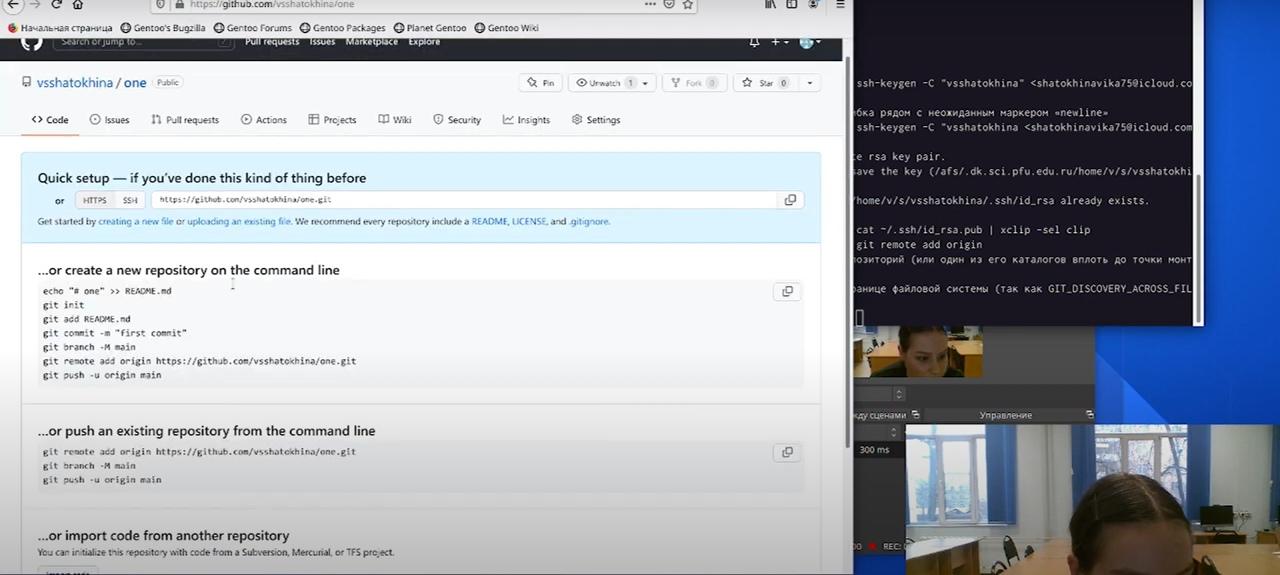 https://github.com/vsshatokhina/one
Начальная страница Gentoo's Bugzilla Gentoo Forums Gentoo Packages Planet Gentoo Gentoo Wiki
Search or jump to... / Pull requests Issues Marketplace Explore
vsshatokhina / one Public
Pin Unwatch 1 Fork 0 Star 0
Code Issues Pull requests Actions Projects Wiki Security Insights Settings
Quick setup — if you've done this kind of thing before
or HTTPS SSH https://github.com/vsshatokhina/one.git
Get started by creating a new file or uploading an existing file. We recommend every repository include a README, LICENSE, and .gitignore.
...or create a new repository on the command line
echo "# one" >> README.md
git init
git add README.md
git commit -m "first commit"
git branch -M main
git remote add origin https://github.com/vsshatokhina/one.git
git push -u origin main
...or push an existing repository from the command line
git remote add origin https://github.com/vsshatokhina/one.git
git branch -M main
git push -u origin main
...or import code from another repository
You can initialize this repository with code from a Subversion, Mercurial, or TFS project.
ssh-keygen -C "vsshatokhina" <shatokhinavika75@icloud.co
бка рядом с неожиданным маркером «newline»
ssh-keygen -C "vsshatokhina <shatokhinavika75@icloud.com
te rsa key pair.
save the key (/afs/.dk.sci.pfu.edu.ru/home/v/s/vsshatokhi
/home/v/s/vsshatokhina/.ssh/id_rsa already exists.
cat ~/.ssh/id_rsa.pub | xclip -sel clip
git remote add origin
позиторий (или один из его каталогов вплоть до точки монт
ранице файловой системы (так как GIT_DISCOVERY_ACROSS_FIL
жду сценами Управление
300 ms
REC: